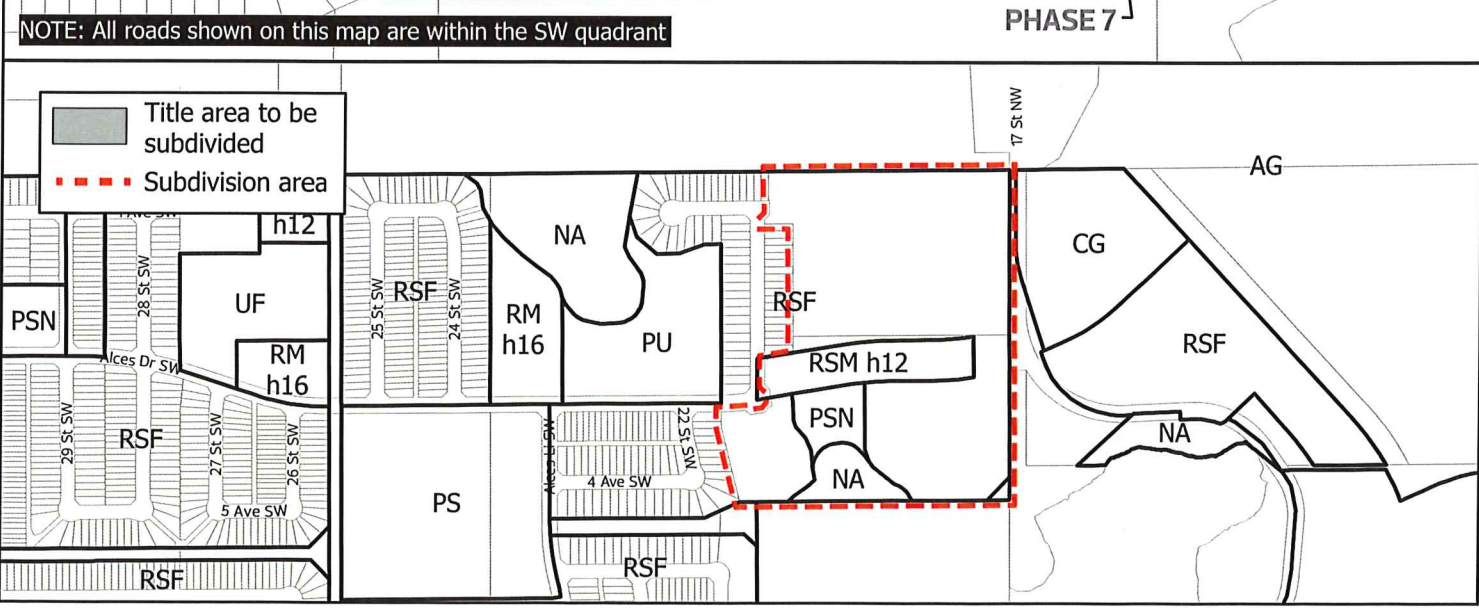 PHASE 7
NOTE: All roads shown on this map are within the SW quadrant
Title area to be
subdivided
Subdivision area
17 St NW
AG
h12
CG
NA
28 St SW
25 St SW
RSF
24 St SW
UF
RSF
PSN
RM
h16
PU
RSF
Alces Dr SW
RM
h16
RSM h12
PSN
29 St SW
RSF
27 St SW
26 St SW
22 St SW
NA
4 Ave SW
NA
PS
5 Ave SW
RSF
RSF